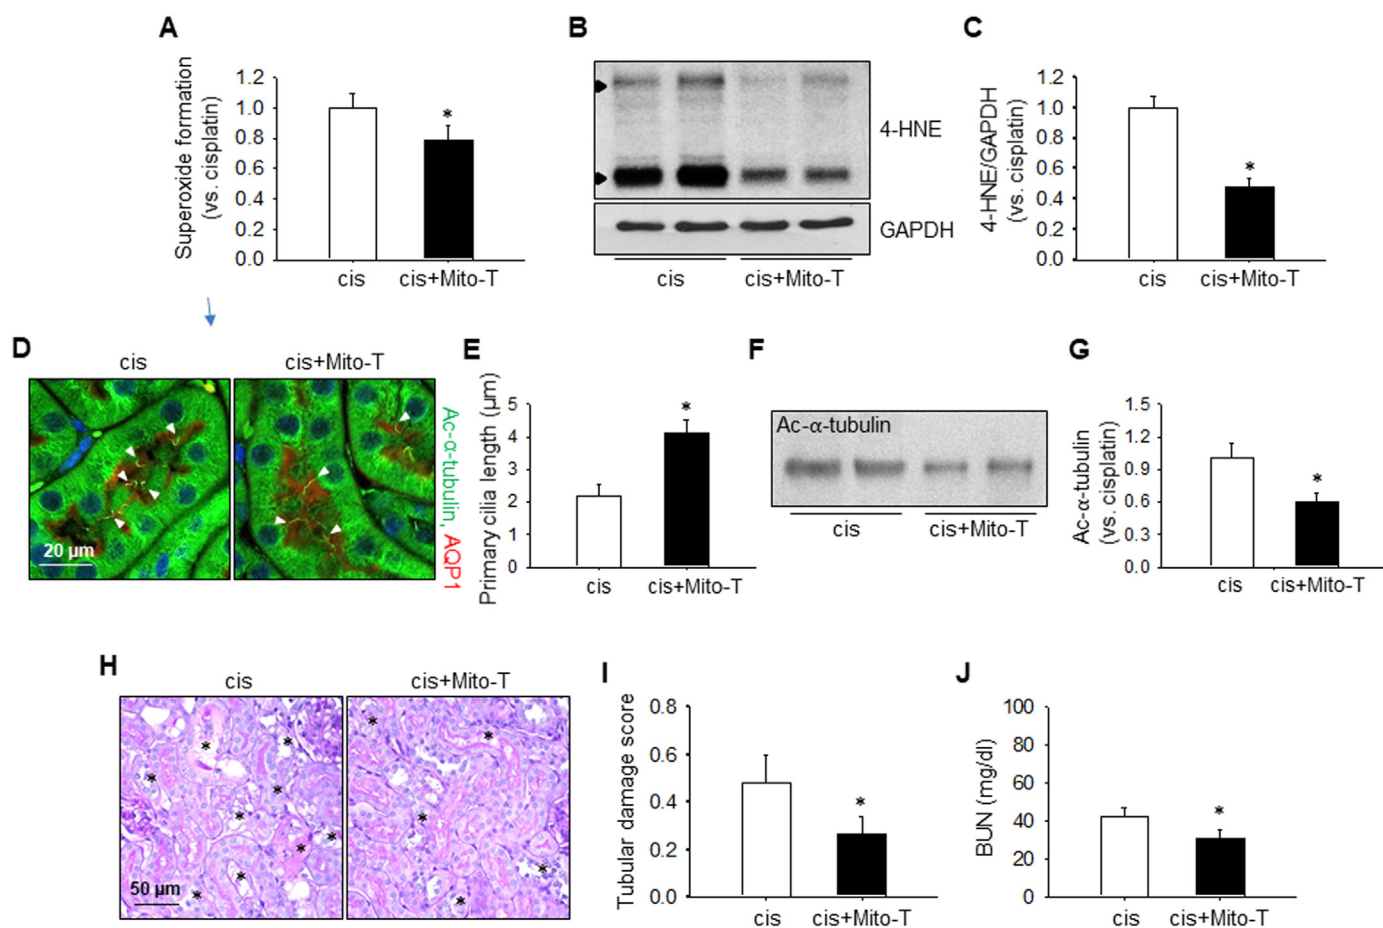 A
Superoxide formation
(vs. cisplatin)
1.2
1.0
0.8
0.6
0.4
0.2
0.0
*
cis
cis+Mito-T
B
4-HNE
GAPDH
cis
cis+Mito-T
C
4-HNE/GAPDH
(vs. cisplatin)
1.2
1.0
0.8
0.6
0.4
0.2
0.0
*
cis
cis+Mito-T
D
cis
cis+Mito-T
20 µm
Ac-α-tubulin, AQP1
E
Primary cilia length (µm)
5
4
3
2
1
0
*
cis
cis+Mito-T
F
Ac-α-tubulin
cis
cis+Mito-T
G
Ac-α-tubulin
(vs. cisplatin)
1.5
1.2
0.9
0.6
0.3
0.0
*
cis
cis+Mito-T
H
cis
cis+Mito-T
50 µm
I
Tubular damage score
0.8
0.6
0.4
0.2
0.0
*
cis
cis+Mito-T
J
BUN (mg/dl)
100
80
60
40
20
0
*
cis
cis+Mito-T